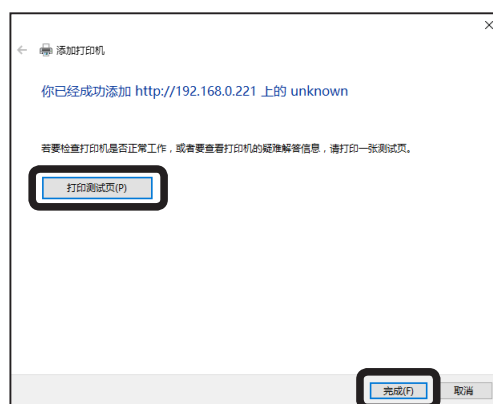 添加打印机
你已经成功添加 http://192.168.0.221 上的 unknown
若要检查打印机是否正常工作，或者要查看打印机的疑难解答信息，请打印一张测试页。
打印测试页(P)
完成(F) 取消